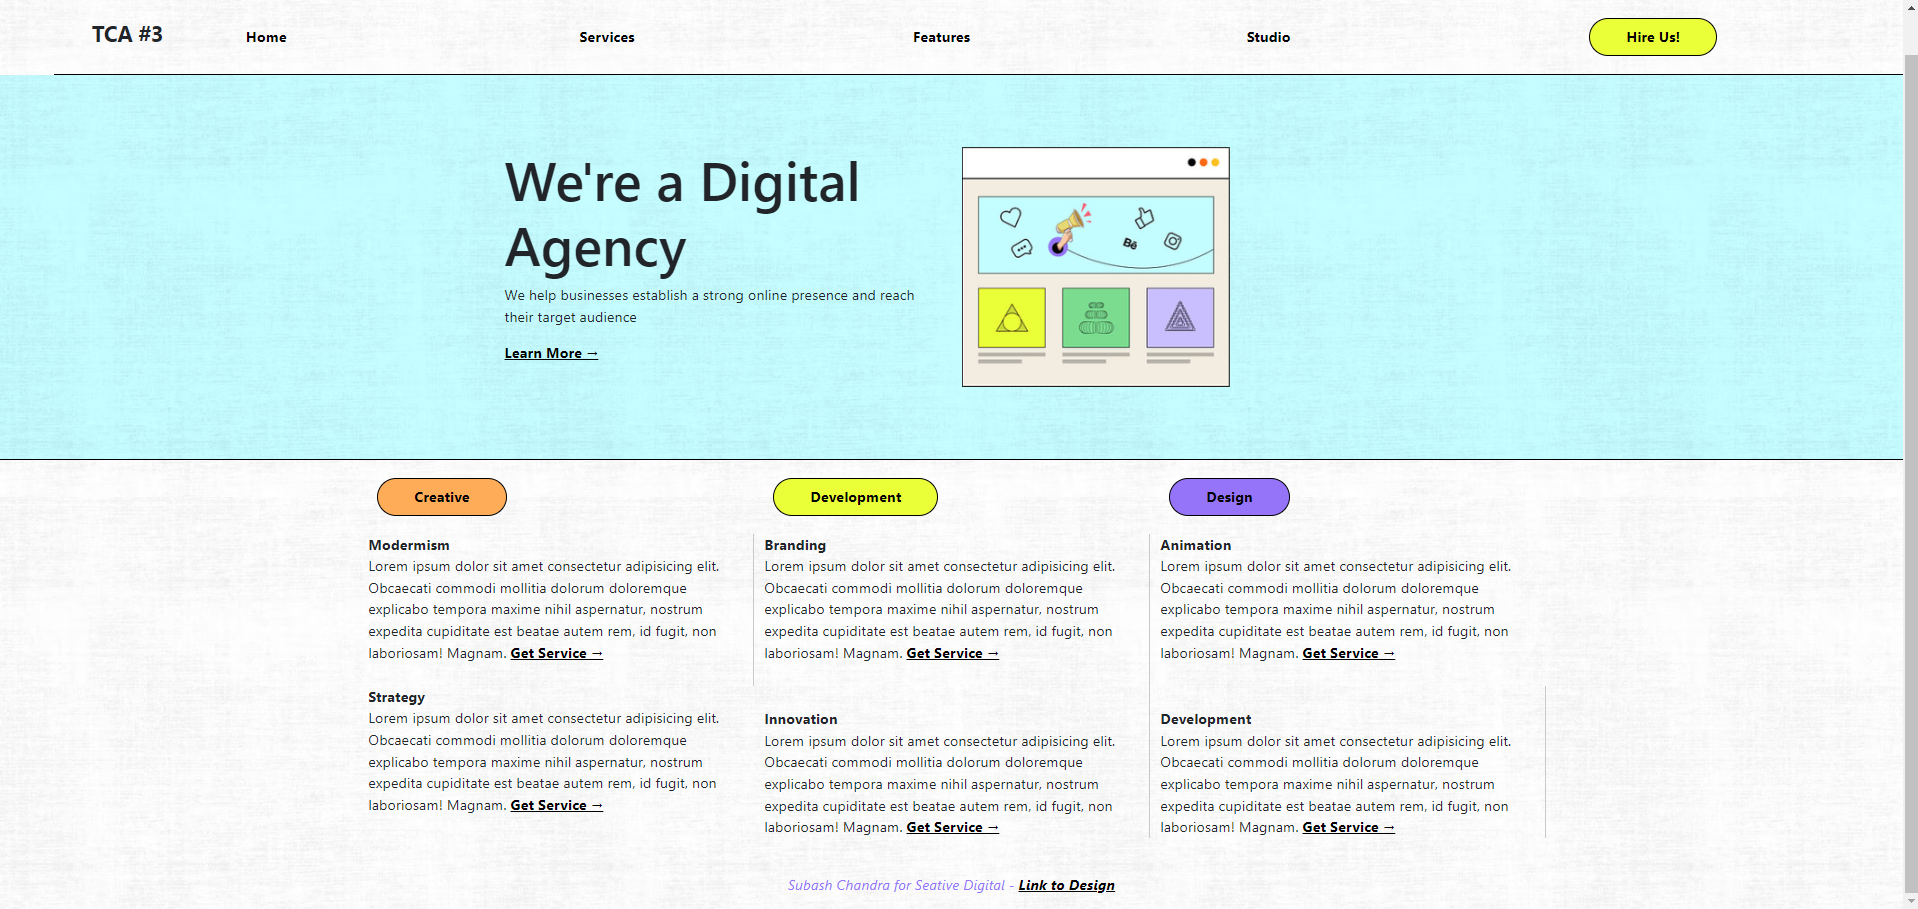 TCA #3
Home
Services
Features
Studio
Hire Us!
We're a Digital
Agency
We help businesses establish a strong online presence and reach
their target audience
Learn More →
Bē
Creative
Development
Design
Modermism
Lorem ipsum dolor sit amet consectetur adipisicing elit.
Obcaecati commodi mollitia dolorum doloremque
explicabo tempora maxime nihil aspernatur, nostrum
expedita cupiditate est beatae autem rem, id fugit, non
laboriosam! Magnam. Get Service →
Branding
Lorem ipsum dolor sit amet consectetur adipisicing elit.
Obcaecati commodi mollitia dolorum doloremque
explicabo tempora maxime nihil aspernatur, nostrum
expedita cupiditate est beatae autem rem, id fugit, non
laboriosam! Magnam. Get Service →
Animation
Lorem ipsum dolor sit amet consectetur adipisicing elit.
Obcaecati commodi mollitia dolorum doloremque
explicabo tempora maxime nihil aspernatur, nostrum
expedita cupiditate est beatae autem rem, id fugit, non
laboriosam! Magnam. Get Service →
Strategy
Lorem ipsum dolor sit amet consectetur adipisicing elit.
Obcaecati commodi mollitia dolorum doloremque
explicabo tempora maxime nihil aspernatur, nostrum
expedita cupiditate est beatae autem rem, id fugit, non
laboriosam! Magnam. Get Service →
Innovation
Lorem ipsum dolor sit amet consectetur adipisicing elit.
Obcaecati commodi mollitia dolorum doloremque
explicabo tempora maxime nihil aspernatur, nostrum
expedita cupiditate est beatae autem rem, id fugit, non
laboriosam! Magnam. Get Service →
Development
Lorem ipsum dolor sit amet consectetur adipisicing elit.
Obcaecati commodi mollitia dolorum doloremque
explicabo tempora maxime nihil aspernatur, nostrum
expedita cupiditate est beatae autem rem, id fugit, non
laboriosam! Magnam. Get Service →
Subash Chandra for Seative Digital - Link to Design